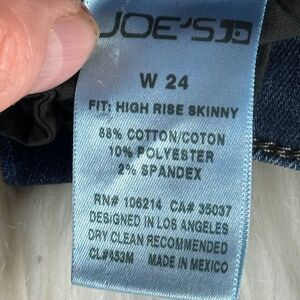 JOE'S
W 24
FIT: HIGH RISE SKINNY
88% COTTON/COTON
10% POLYESTER
2% SPANDEX
RN# 106214 CA# 35037
DESIGNED IN LOS ANGELES
DRY CLEAN RECOMMENDED
CL#453M MADE IN MEXICO